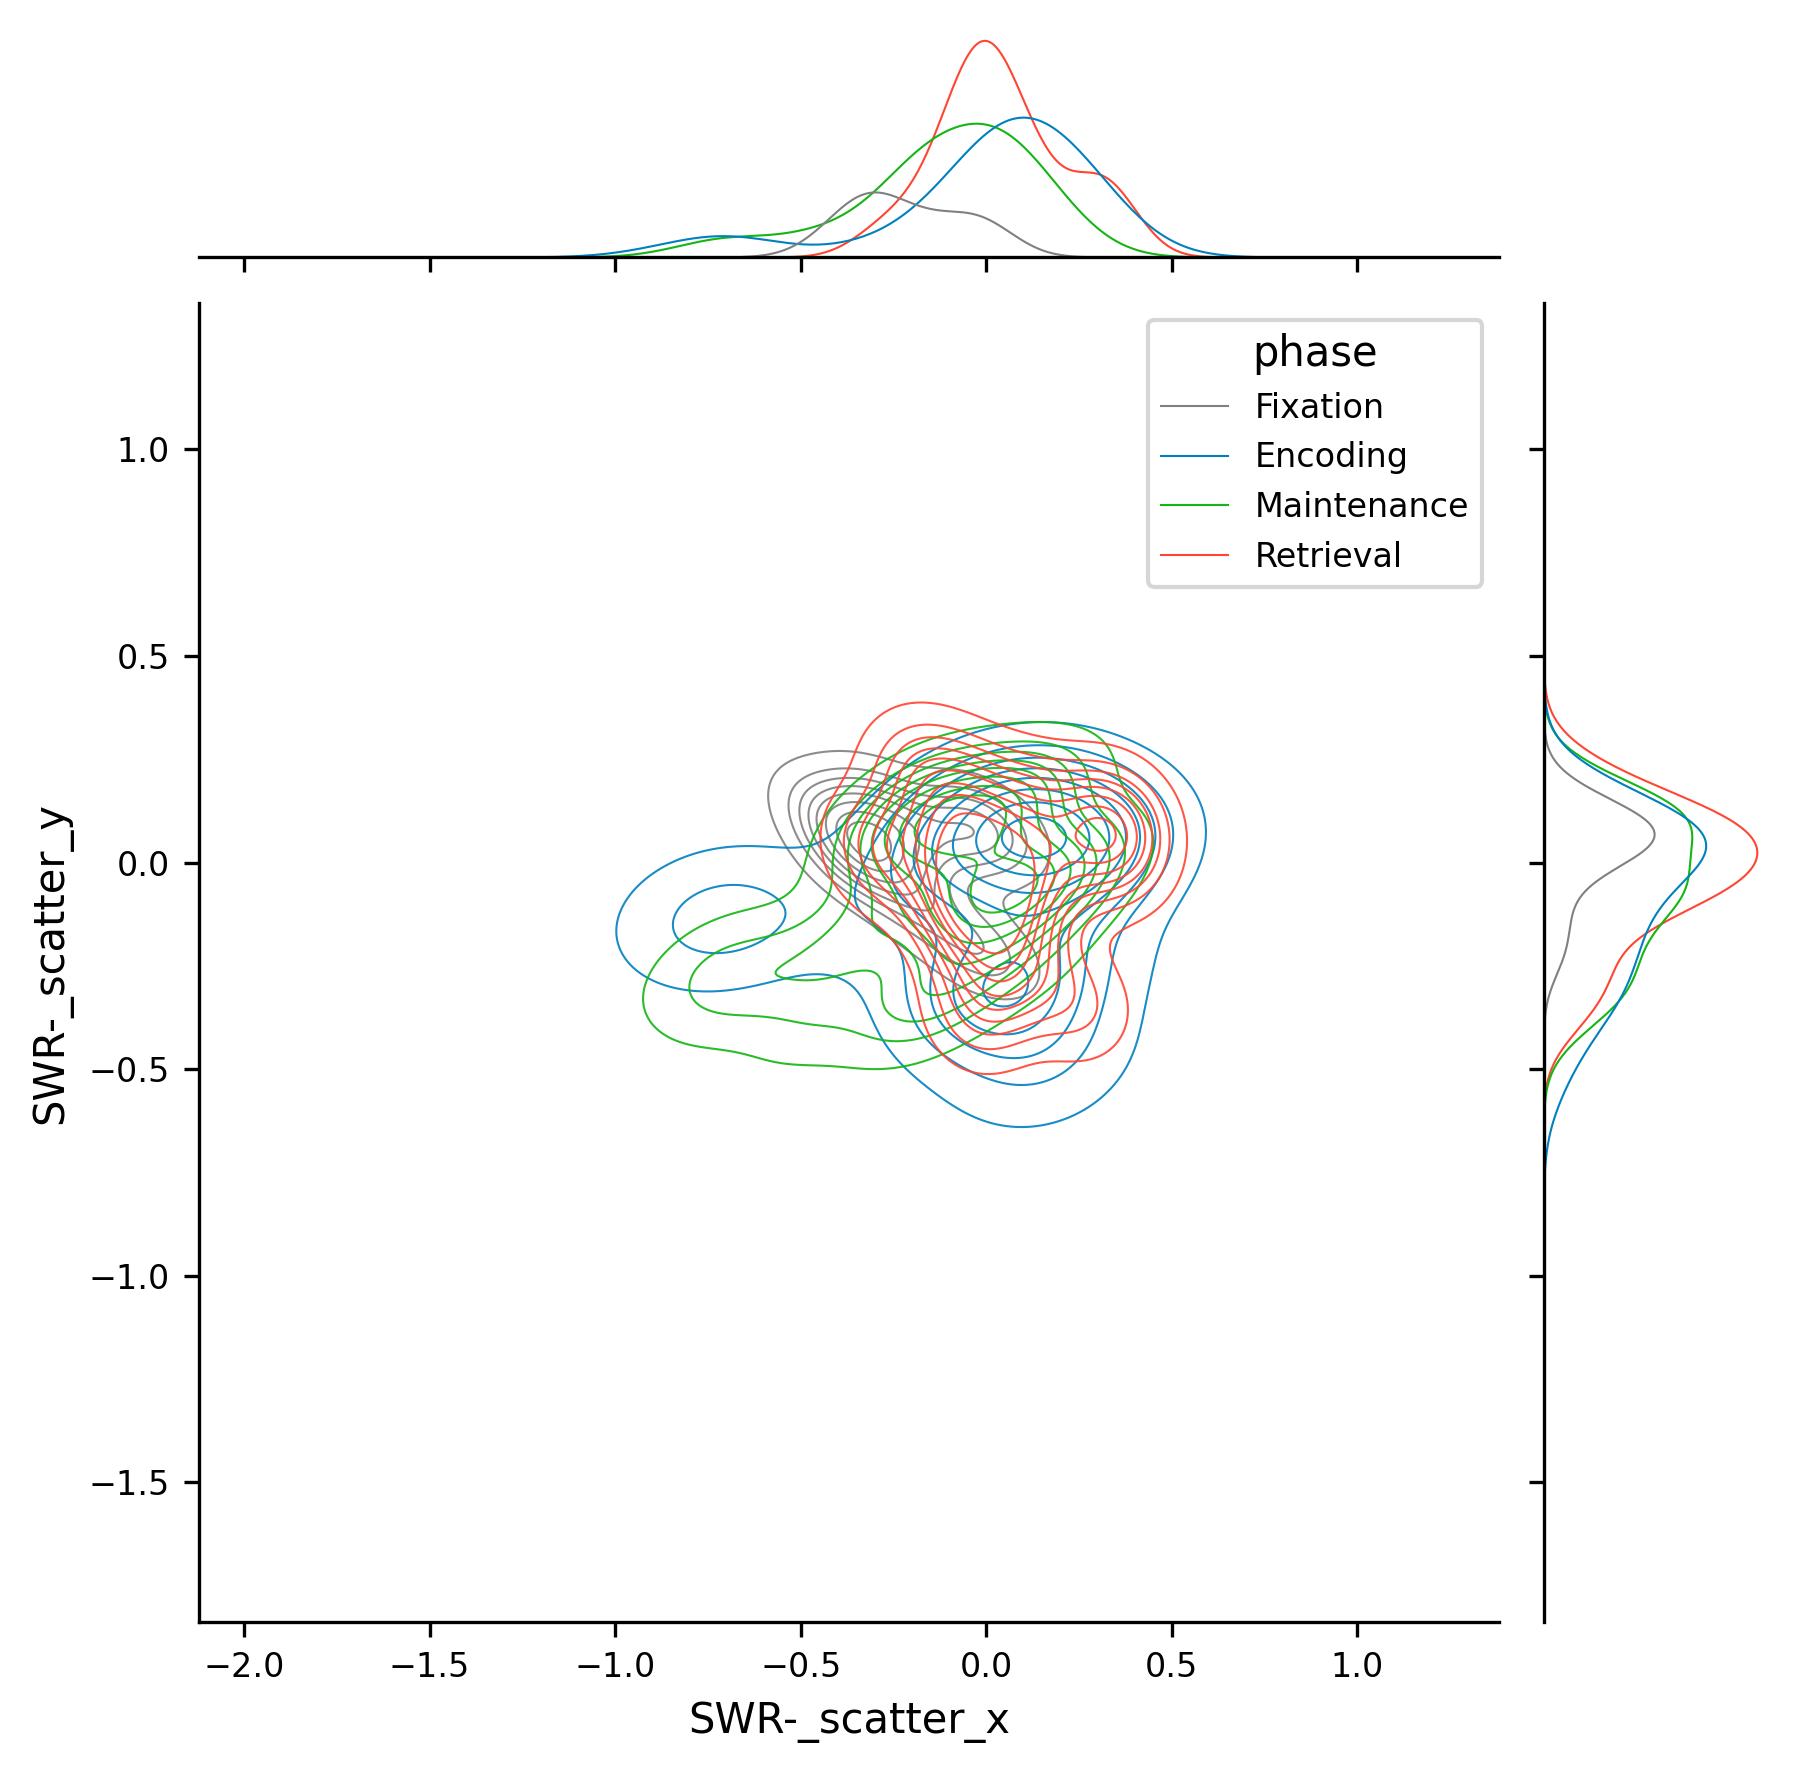 phase
Fixation
Encoding
Maintenance
Retrieval
1.0
0.5
0.0
−0.5
−1.0
−1.5
SWR-_scatter_y
−2.0 −1.5 −1.0 −0.5 0.0 0.5 1.0
SWR-_scatter_x